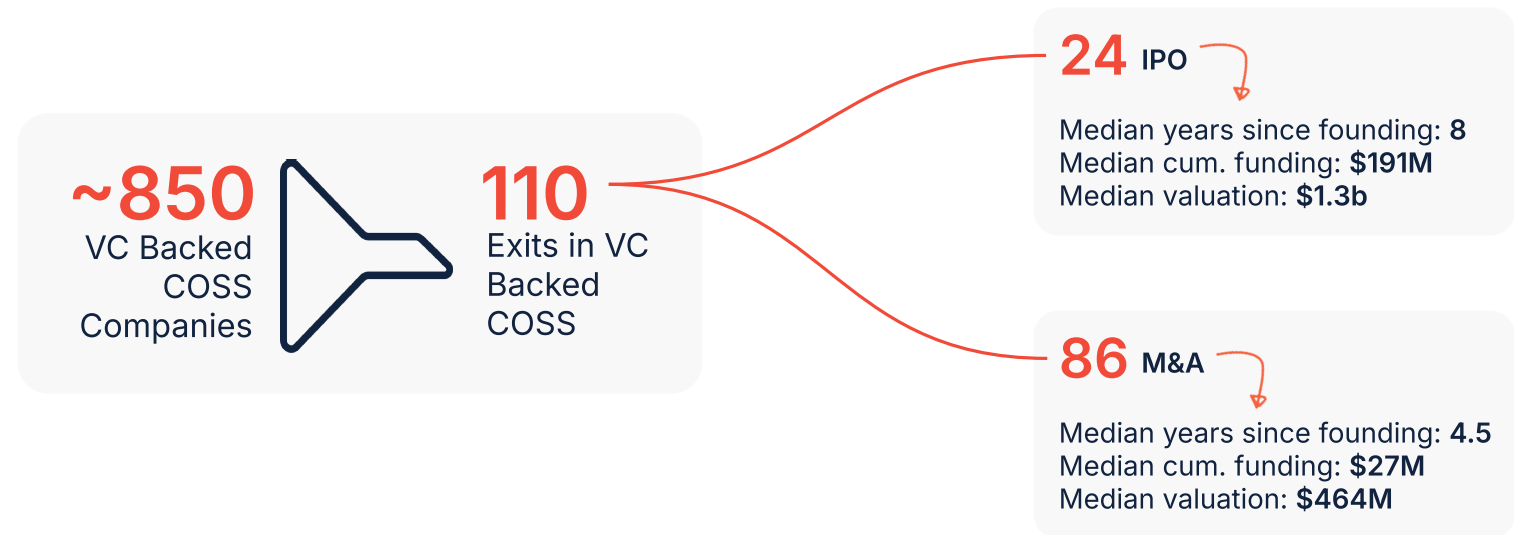 ~850
VC Backed
COSS
Companies
110
Exits in VC
Backed
COSS
24 IPO
Median years since founding: 8
Median cum. funding: $191M
Median valuation: $1.3b
86 M&A
Median years since founding: 4.5
Median cum. funding: $27M
Median valuation: $464M